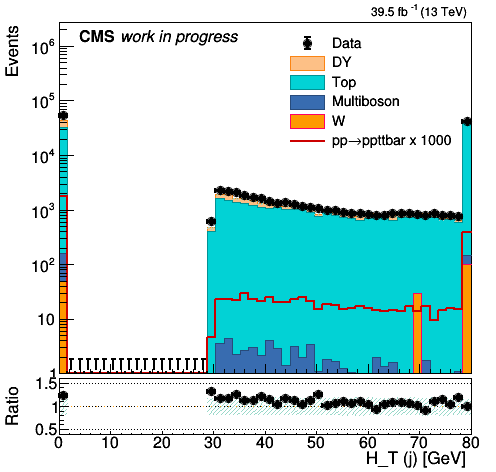 39.5 fb⁻¹ (13 TeV)
CMS work in progress
Events
10⁶
10⁵
10⁴
10³
10²
10
1
Data
DY
Top
Multiboson
W
pp→ppttbar x 1000
Ratio
1.5
1
0.5
0 10 20 30 40 50 60 70 80
H_T (j) [GeV]